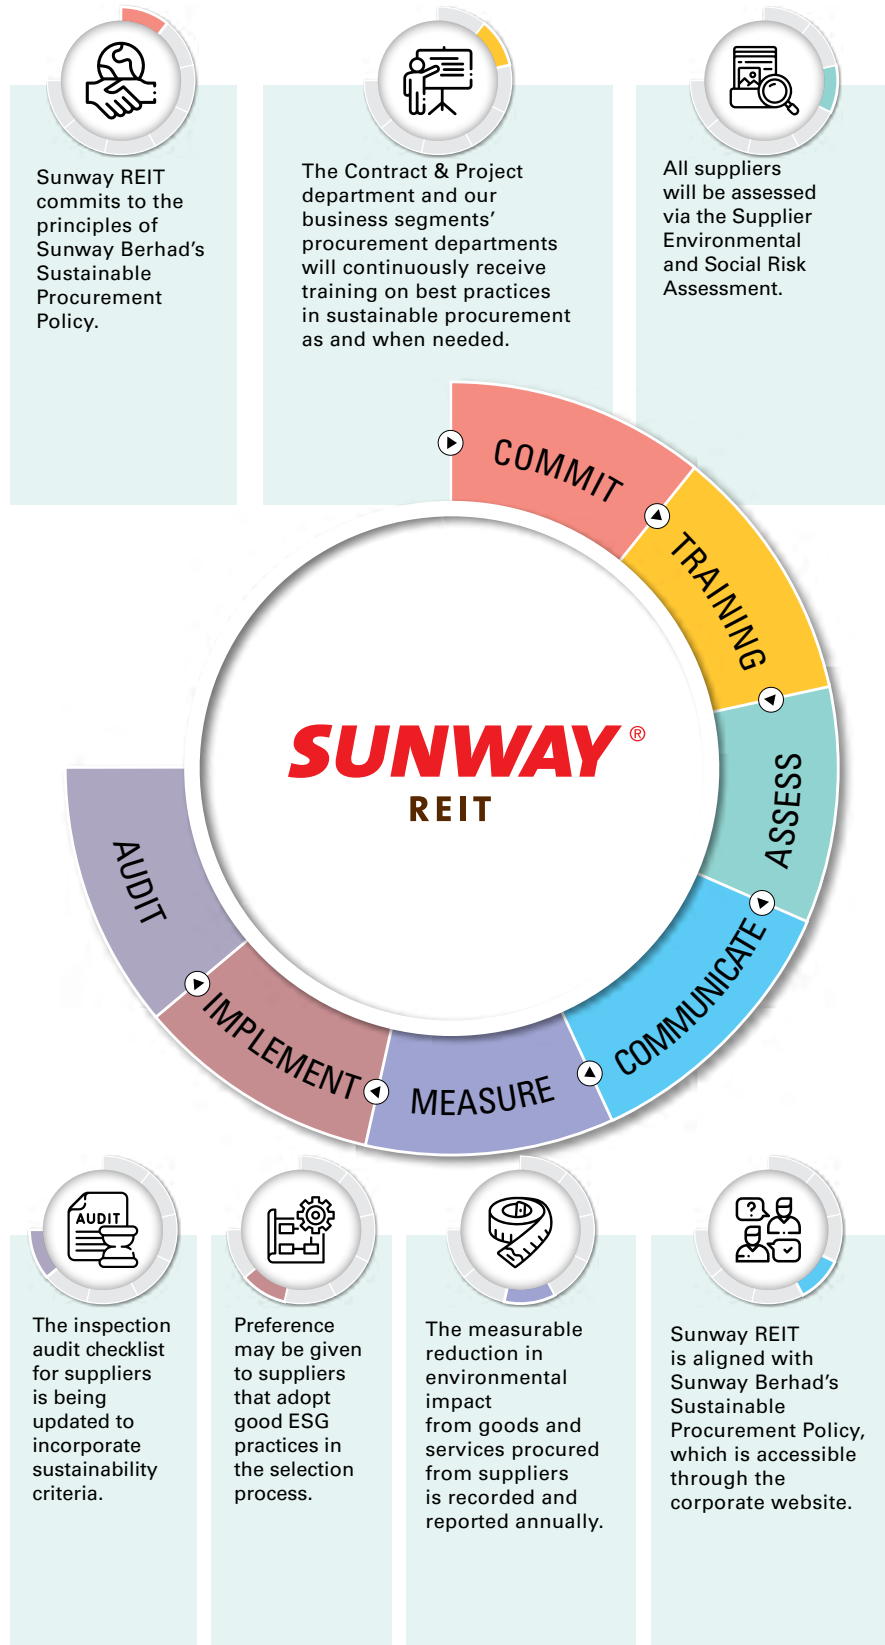 Sunway REIT
commits to the
principles of
Sunway Berhad's
Sustainable
Procurement
Policy.
The Contract & Project
department and our
business segments’
procurement departments
will continuously receive
training on best practices
in sustainable procurement
as and when needed.
All suppliers
will be assessed
via the Supplier
Environmental
and Social Risk
Assessment.
COMMIT
TRAINING
ASSESS
COMMUNICATE
MEASURE
IMPLEMENT
AUDIT
SUNWAY®
REIT
AUDIT
?
The inspection
audit checklist
for suppliers
is being
updated to
incorporate
sustainability
criteria.
Preference
may be given
to suppliers
that adopt
good ESG
practices in
the selection
process.
The measurable
reduction in
environmental
impact
from goods and
services procured
from suppliers
is recorded and
reported annually.
Sunway REIT
is aligned with
Sunway Berhad's
Sustainable
Procurement Policy,
which is accessible
through the
corporate website.